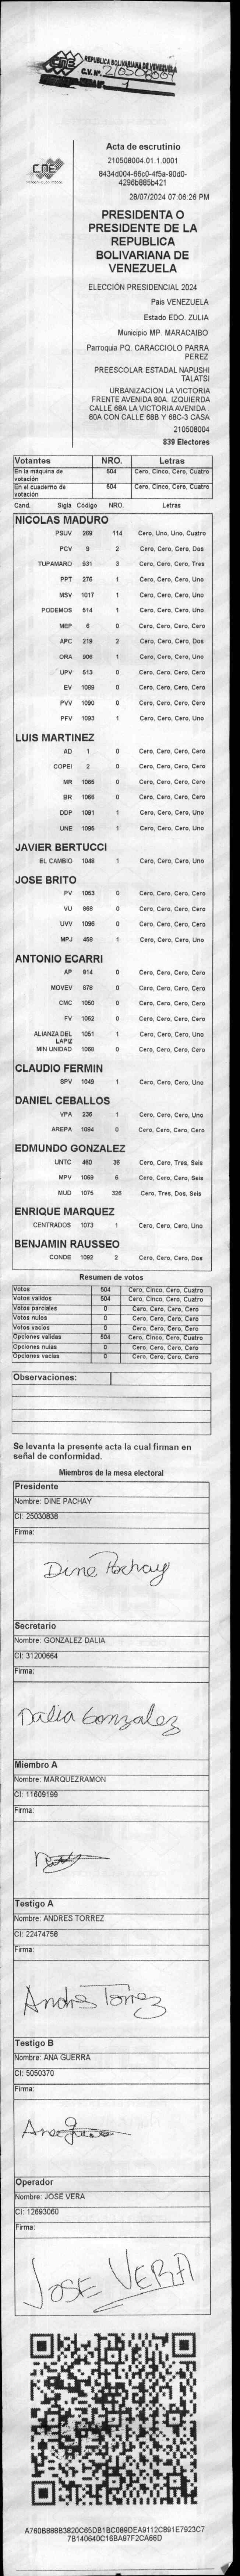 CNE
REPUBLICA BOLIVARIANA DE VENEZUELA
C.V. Nº. 210508004
1
CNE
Acta de escrutinio
210508004.01.1.0001
8434d004-66c0-4f5a-90d0-
4296b885b421
28/07/2024 07:06:26 PM
PRESIDENTA O
PRESIDENTE DE LA
REPUBLICA
BOLIVARIANA DE
VENEZUELA
ELECCIÓN PRESIDENCIAL 2024
Pais VENEZUELA
Estado EDO. ZULIA
Municipio MP. MARACAIBO
Parroquia PQ. CARACCIOLO PARRA
PEREZ
PREESCOLAR ESTADAL NAPUSHI
TALATSI
URBANIZACION LA VICTORIA
FRENTE AVENIDA 80A. IZQUIERDA
CALLE 68A LA VICTORIA AVENIDA .
80A CON CALLE 68B Y 68C-3 CASA
210508004
839 Electores
Votantes NRO. Letras
En la máquina de votación 504 Cero, Cinco, Cero, Cuatro
En el cuaderno de votación 504 Cero, Cinco, Cero, Cuatro
Cand. Sigla Código NRO. Letras
NICOLAS MADURO
PSUV 269 114 Cero, Uno, Uno, Cuatro
PCV 9 2 Cero, Cero, Cero, Dos
TUPAMARO 931 3 Cero, Cero, Cero, Tres
PPT 276 1 Cero, Cero, Cero, Uno
MSV 1017 1 Cero, Cero, Cero, Uno
PODEMOS 514 1 Cero, Cero, Cero, Uno
MEP 6 0 Cero, Cero, Cero, Cero
APC 219 2 Cero, Cero, Cero, Dos
ORA 906 1 Cero, Cero, Cero, Uno
UPV 513 0 Cero, Cero, Cero, Cero
EV 1089 0 Cero, Cero, Cero, Cero
PVV 1090 0 Cero, Cero, Cero, Cero
PFV 1093 1 Cero, Cero, Cero, Uno
LUIS MARTINEZ
AD 1 0 Cero, Cero, Cero, Cero
COPEI 2 0 Cero, Cero, Cero, Cero
MR 1065 0 Cero, Cero, Cero, Cero
BR 1066 0 Cero, Cero, Cero, Cero
DDP 1091 1 Cero, Cero, Cero, Uno
UNE 1095 1 Cero, Cero, Cero, Uno
JAVIER BERTUCCI
EL CAMBIO 1048 1 Cero, Cero, Cero, Uno
JOSE BRITO
PV 1053 0 Cero, Cero, Cero, Cero
VU 968 0 Cero, Cero, Cero, Cero
UVV 1096 0 Cero, Cero, Cero, Cero
MPJ 458 1 Cero, Cero, Cero, Uno
ANTONIO ECARRI
AP 814 0 Cero, Cero, Cero, Cero
MOVEV 878 0 Cero, Cero, Cero, Cero
CMC 1050 0 Cero, Cero, Cero, Cero
FV 1062 0 Cero, Cero, Cero, Cero
ALIANZA DEL LAPIZ 1051 1 Cero, Cero, Cero, Uno
MIN UNIDAD 1068 0 Cero, Cero, Cero, Cero
CLAUDIO FERMIN
SPV 1049 1 Cero, Cero, Cero, Uno
DANIEL CEBALLOS
VPA 236 1 Cero, Cero, Cero, Uno
AREPA 1094 0 Cero, Cero, Cero, Cero
EDMUNDO GONZALEZ
UNTC 460 36 Cero, Cero, Tres, Seis
MPV 1069 6 Cero, Cero, Cero, Seis
MUD 1075 326 Cero, Tres, Dos, Seis
ENRIQUE MARQUEZ
CENTRADOS 1073 1 Cero, Cero, Cero, Uno
BENJAMIN RAUSSEO
CONDE 1092 2 Cero, Cero, Cero, Dos
Resumen de votos
Votos 504 Cero, Cinco, Cero, Cuatro
Votos validos 504 Cero, Cinco, Cero, Cuatro
Votos parciales 0 Cero, Cero, Cero, Cero
Votos nulos 0 Cero, Cero, Cero, Cero
Votos vacios 0 Cero, Cero, Cero, Cero
Opciones validas 504 Cero, Cinco, Cero, Cuatro
Opciones nulas 0 Cero, Cero, Cero, Cero
Opciones vacias 0 Cero, Cero, Cero, Cero
Observaciones:
Se levanta la presente acta la cual firman en
señal de conformidad.
Miembros de la mesa electoral
Presidente
Nombre: DINE PACHAY
CI: 25030838
Firma:
Dine Pachay
Secretario
Nombre: GONZALEZ DALIA
CI: 31200664
Firma:
Dalia Gonzalez
Miembro A
Nombre: MARQUEZRAMON
CI: 11609199
Firma:
Testigo A
Nombre: ANDRES TORREZ
CI: 22474758
Firma:
Andrs Torrez
Testigo B
Nombre: ANA GUERRA
CI: 5050370
Firma:
Operador
Nombre: JOSE VERA
CI: 12693060
Firma:
JOSE VERA
A760B888B3820C65DB1BC089DEA9112C891E7923C7
7B140640C16BA97F2CA66D